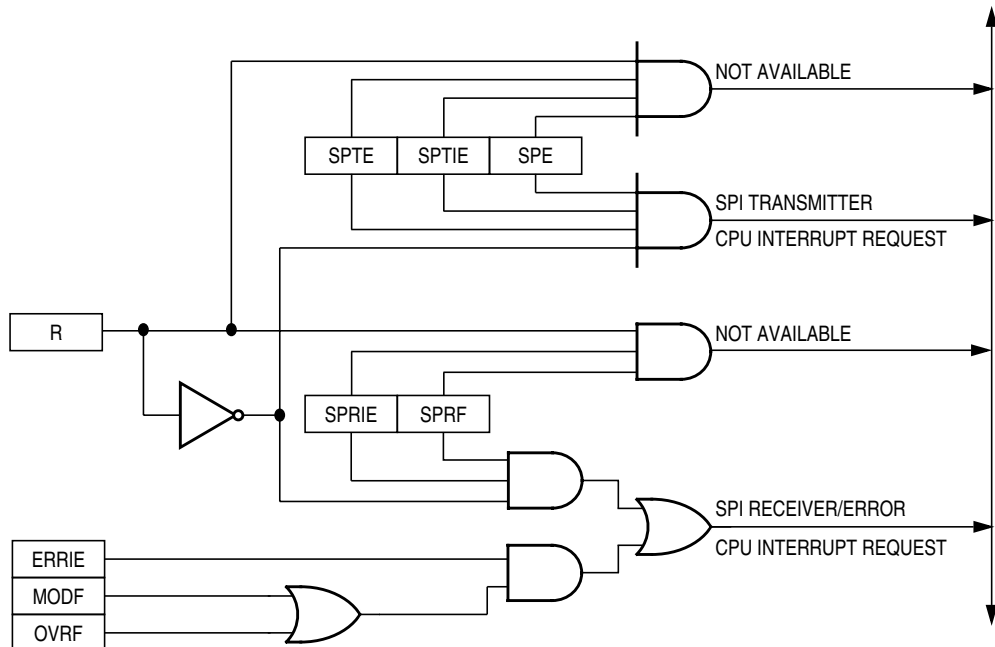 NOT AVAILABLE
SPTE SPTIE SPE
SPI TRANSMITTER
CPU INTERRUPT REQUEST
R
NOT AVAILABLE
SPRIE SPRF
SPI RECEIVER/ERROR
CPU INTERRUPT REQUEST
ERRIE
MODF
OVRF